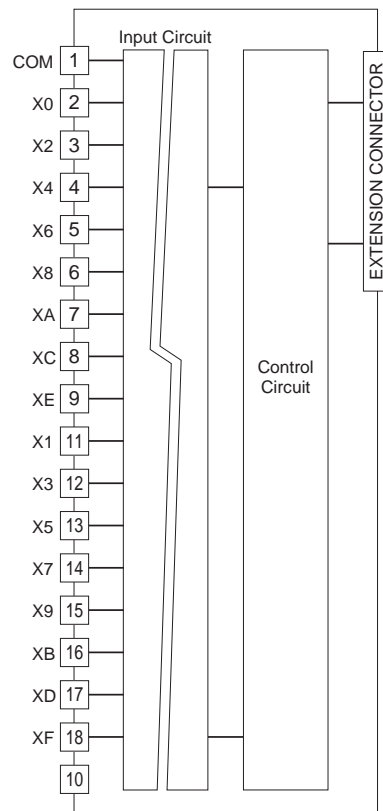 Input Circuit
COM 1
X0 2
X2 3
X4 4
X6 5
X8 6
XA 7
XC 8
XE 9
X1 11
X3 12
X5 13
X7 14
X9 15
XB 16
XD 17
XF 18
10
Control
Circuit
EXTENSION CONNECTOR